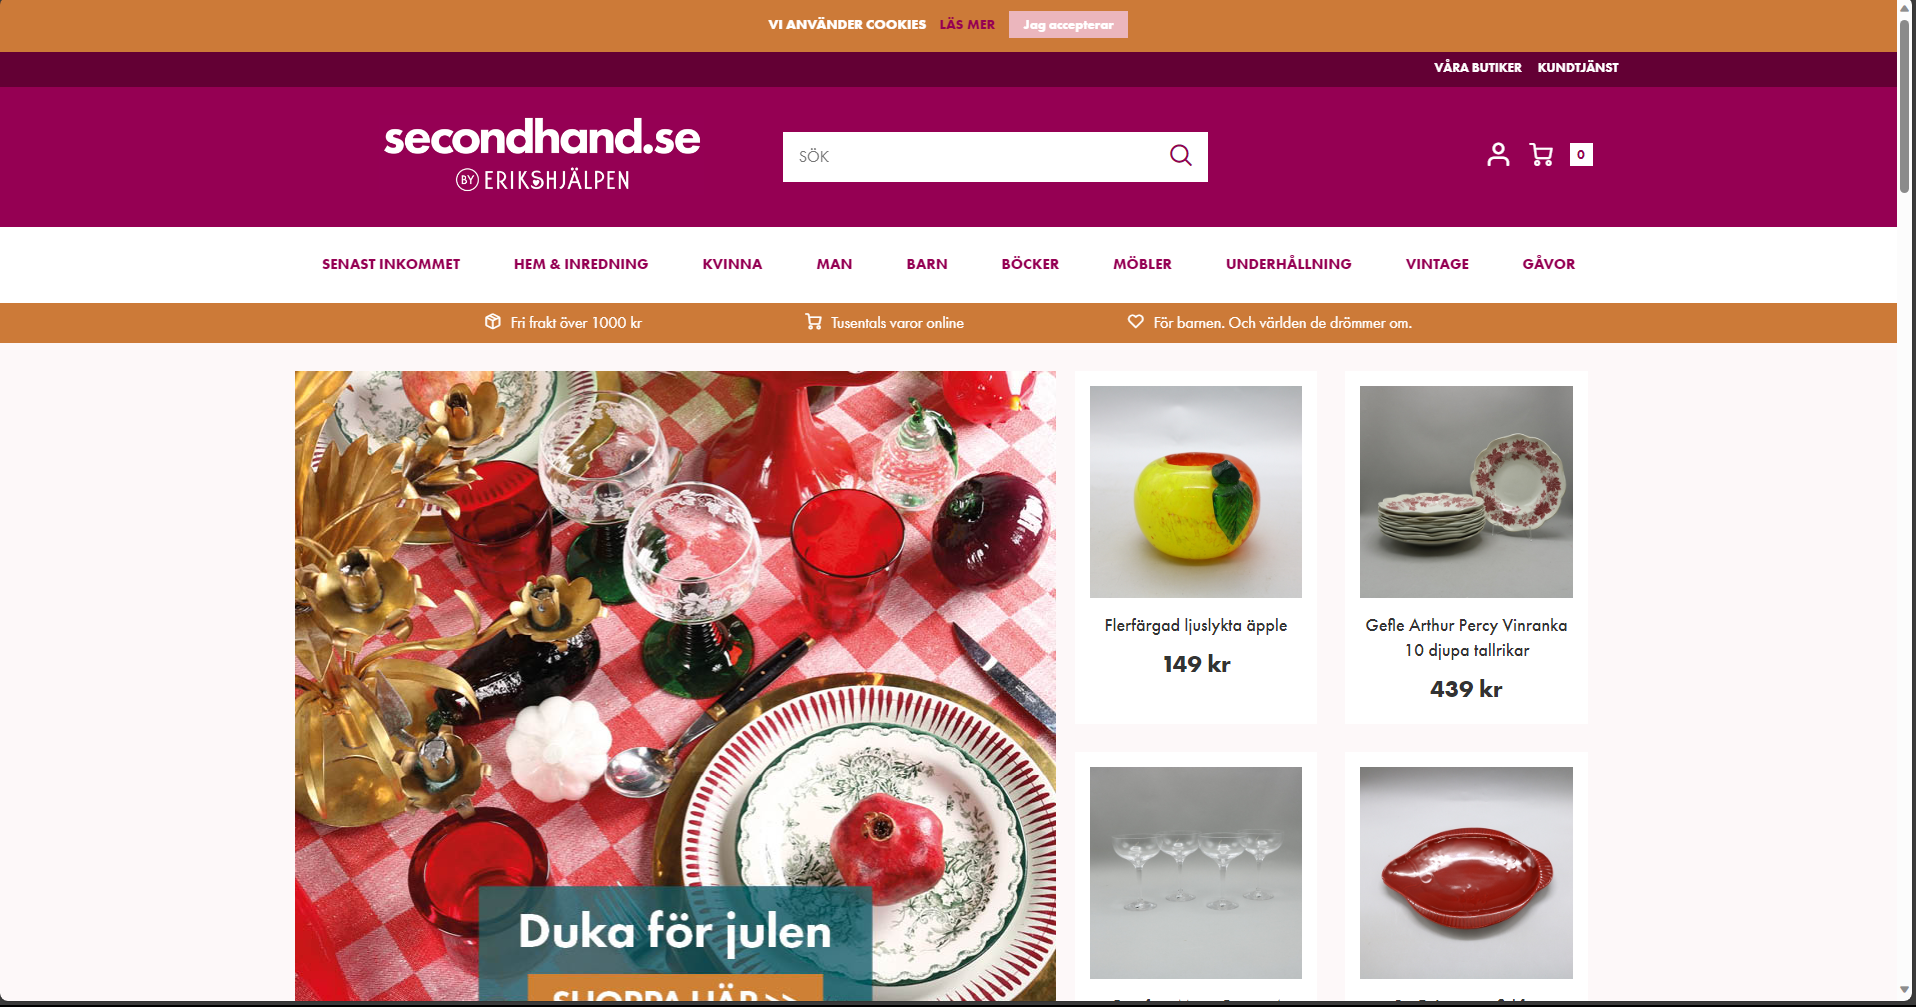 VI ANVÄNDER COOKIES LÄS MER Jag accepterar
VÅRA BUTIKER KUNDTJÄNST
secondhand.se
BY ERIKSHJÄLPEN
SÖK
0
SENAST INKOMMET HEM & INREDNING KVINNA MAN BARN BÖCKER MÖBLER UNDERHÅLLNING VINTAGE GÅVOR
Fri frakt över 1000 kr Tusentals varor online För barnen. Och världen de drömmer om.
Duka för julen
SHOPPA HÄR >>
Flerfärgad ljuslykta äpple
149 kr
Gefle Arthur Percy Vinranka
10 djupa tallrikar
439 kr